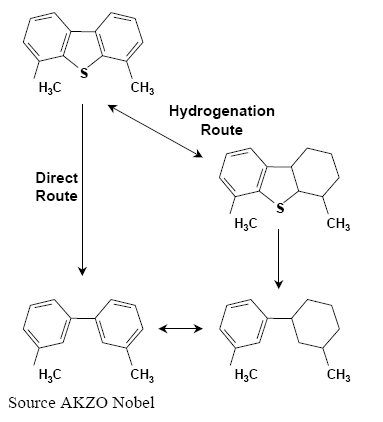 S
H₃C CH₃
Hydrogenation
Route
Direct
Route
S
H₃C CH₃
H₃C CH₃ H₃C CH₃
Source AKZO Nobel